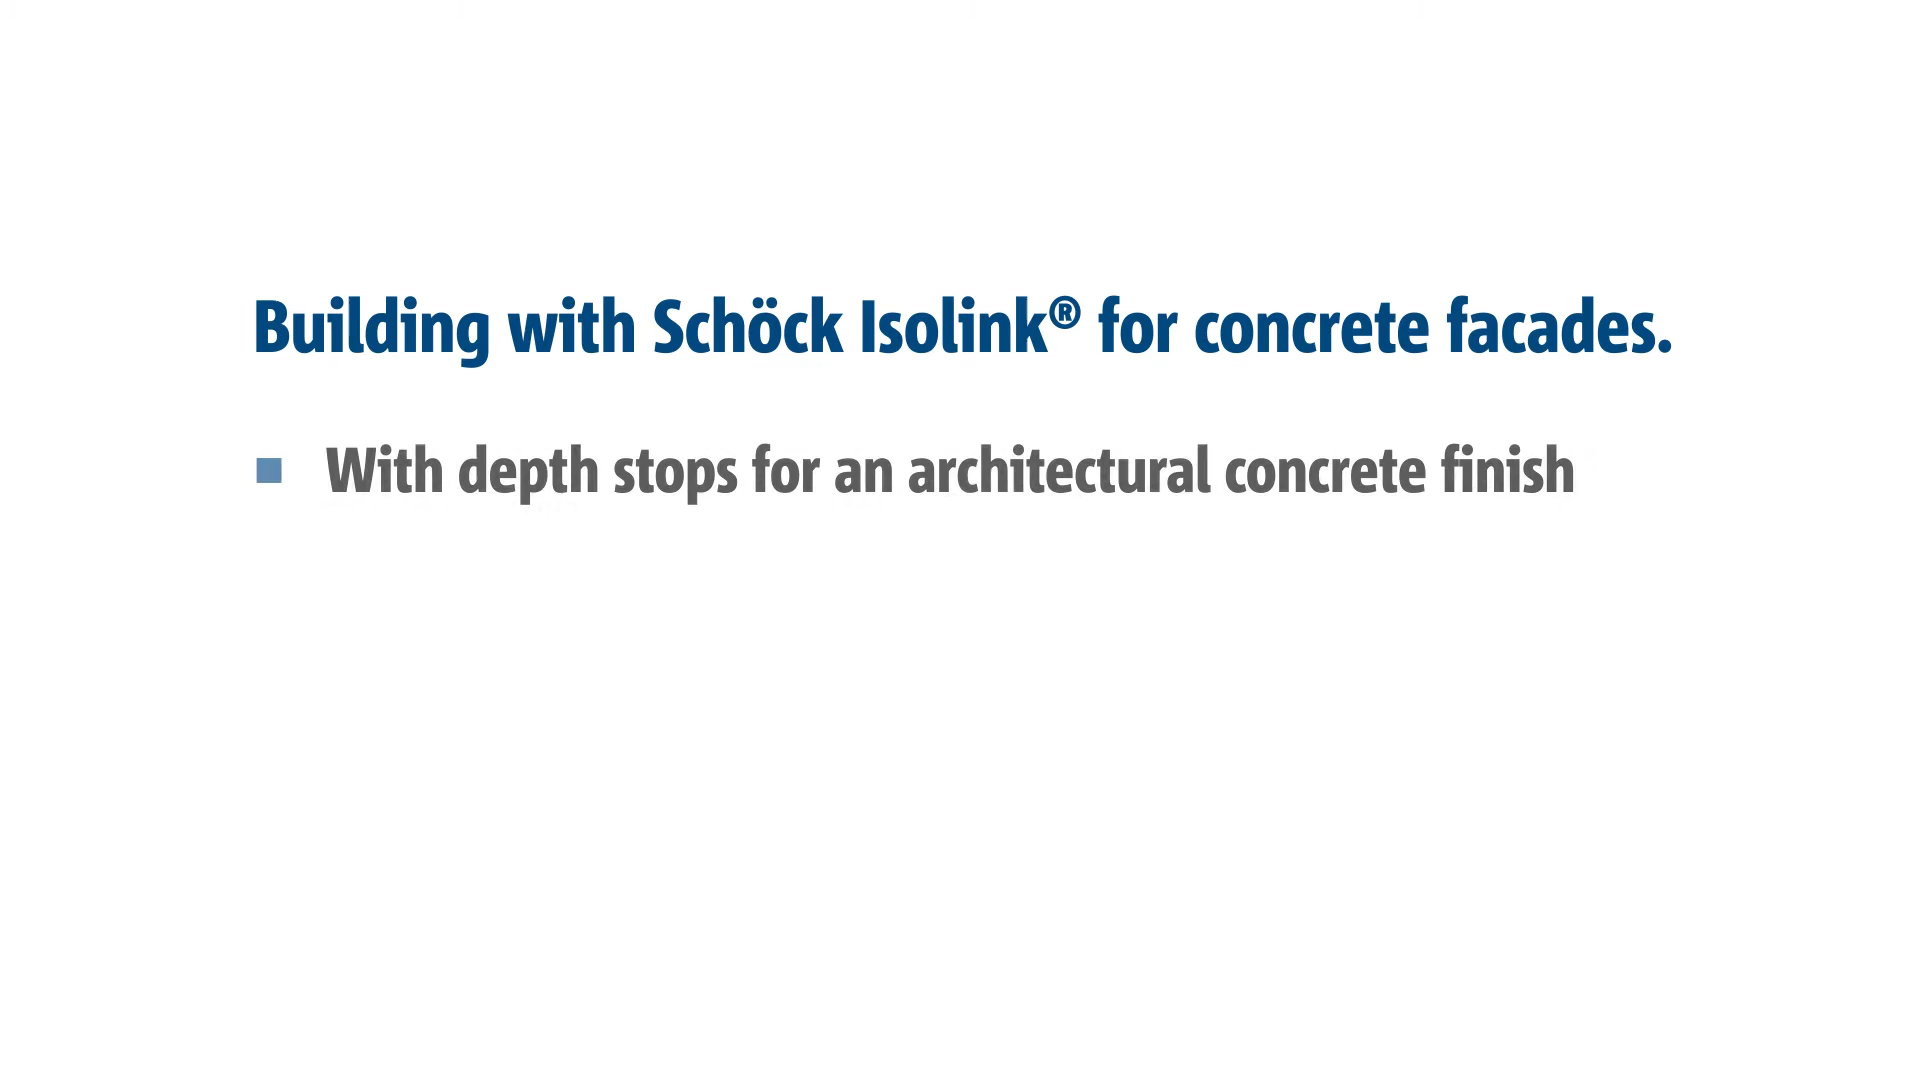 Building with Schöck Isolink® for concrete facades.
With depth stops for an architectural concrete finish